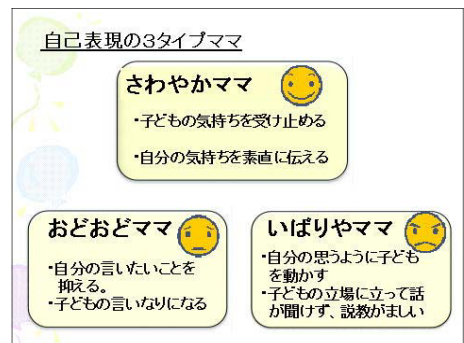 自己表現の3タイプママ
さわやかママ
・子どもの気持ちを受け止める
・自分の気持ちを素直に伝える
おどおどママ
・自分の言いたいことを
抑える。
・子どもの言いなりになる
いばりやママ
・自分の思うように子ども
を動かす
・子どもの立場に立って話
が聞けず、説教がましい